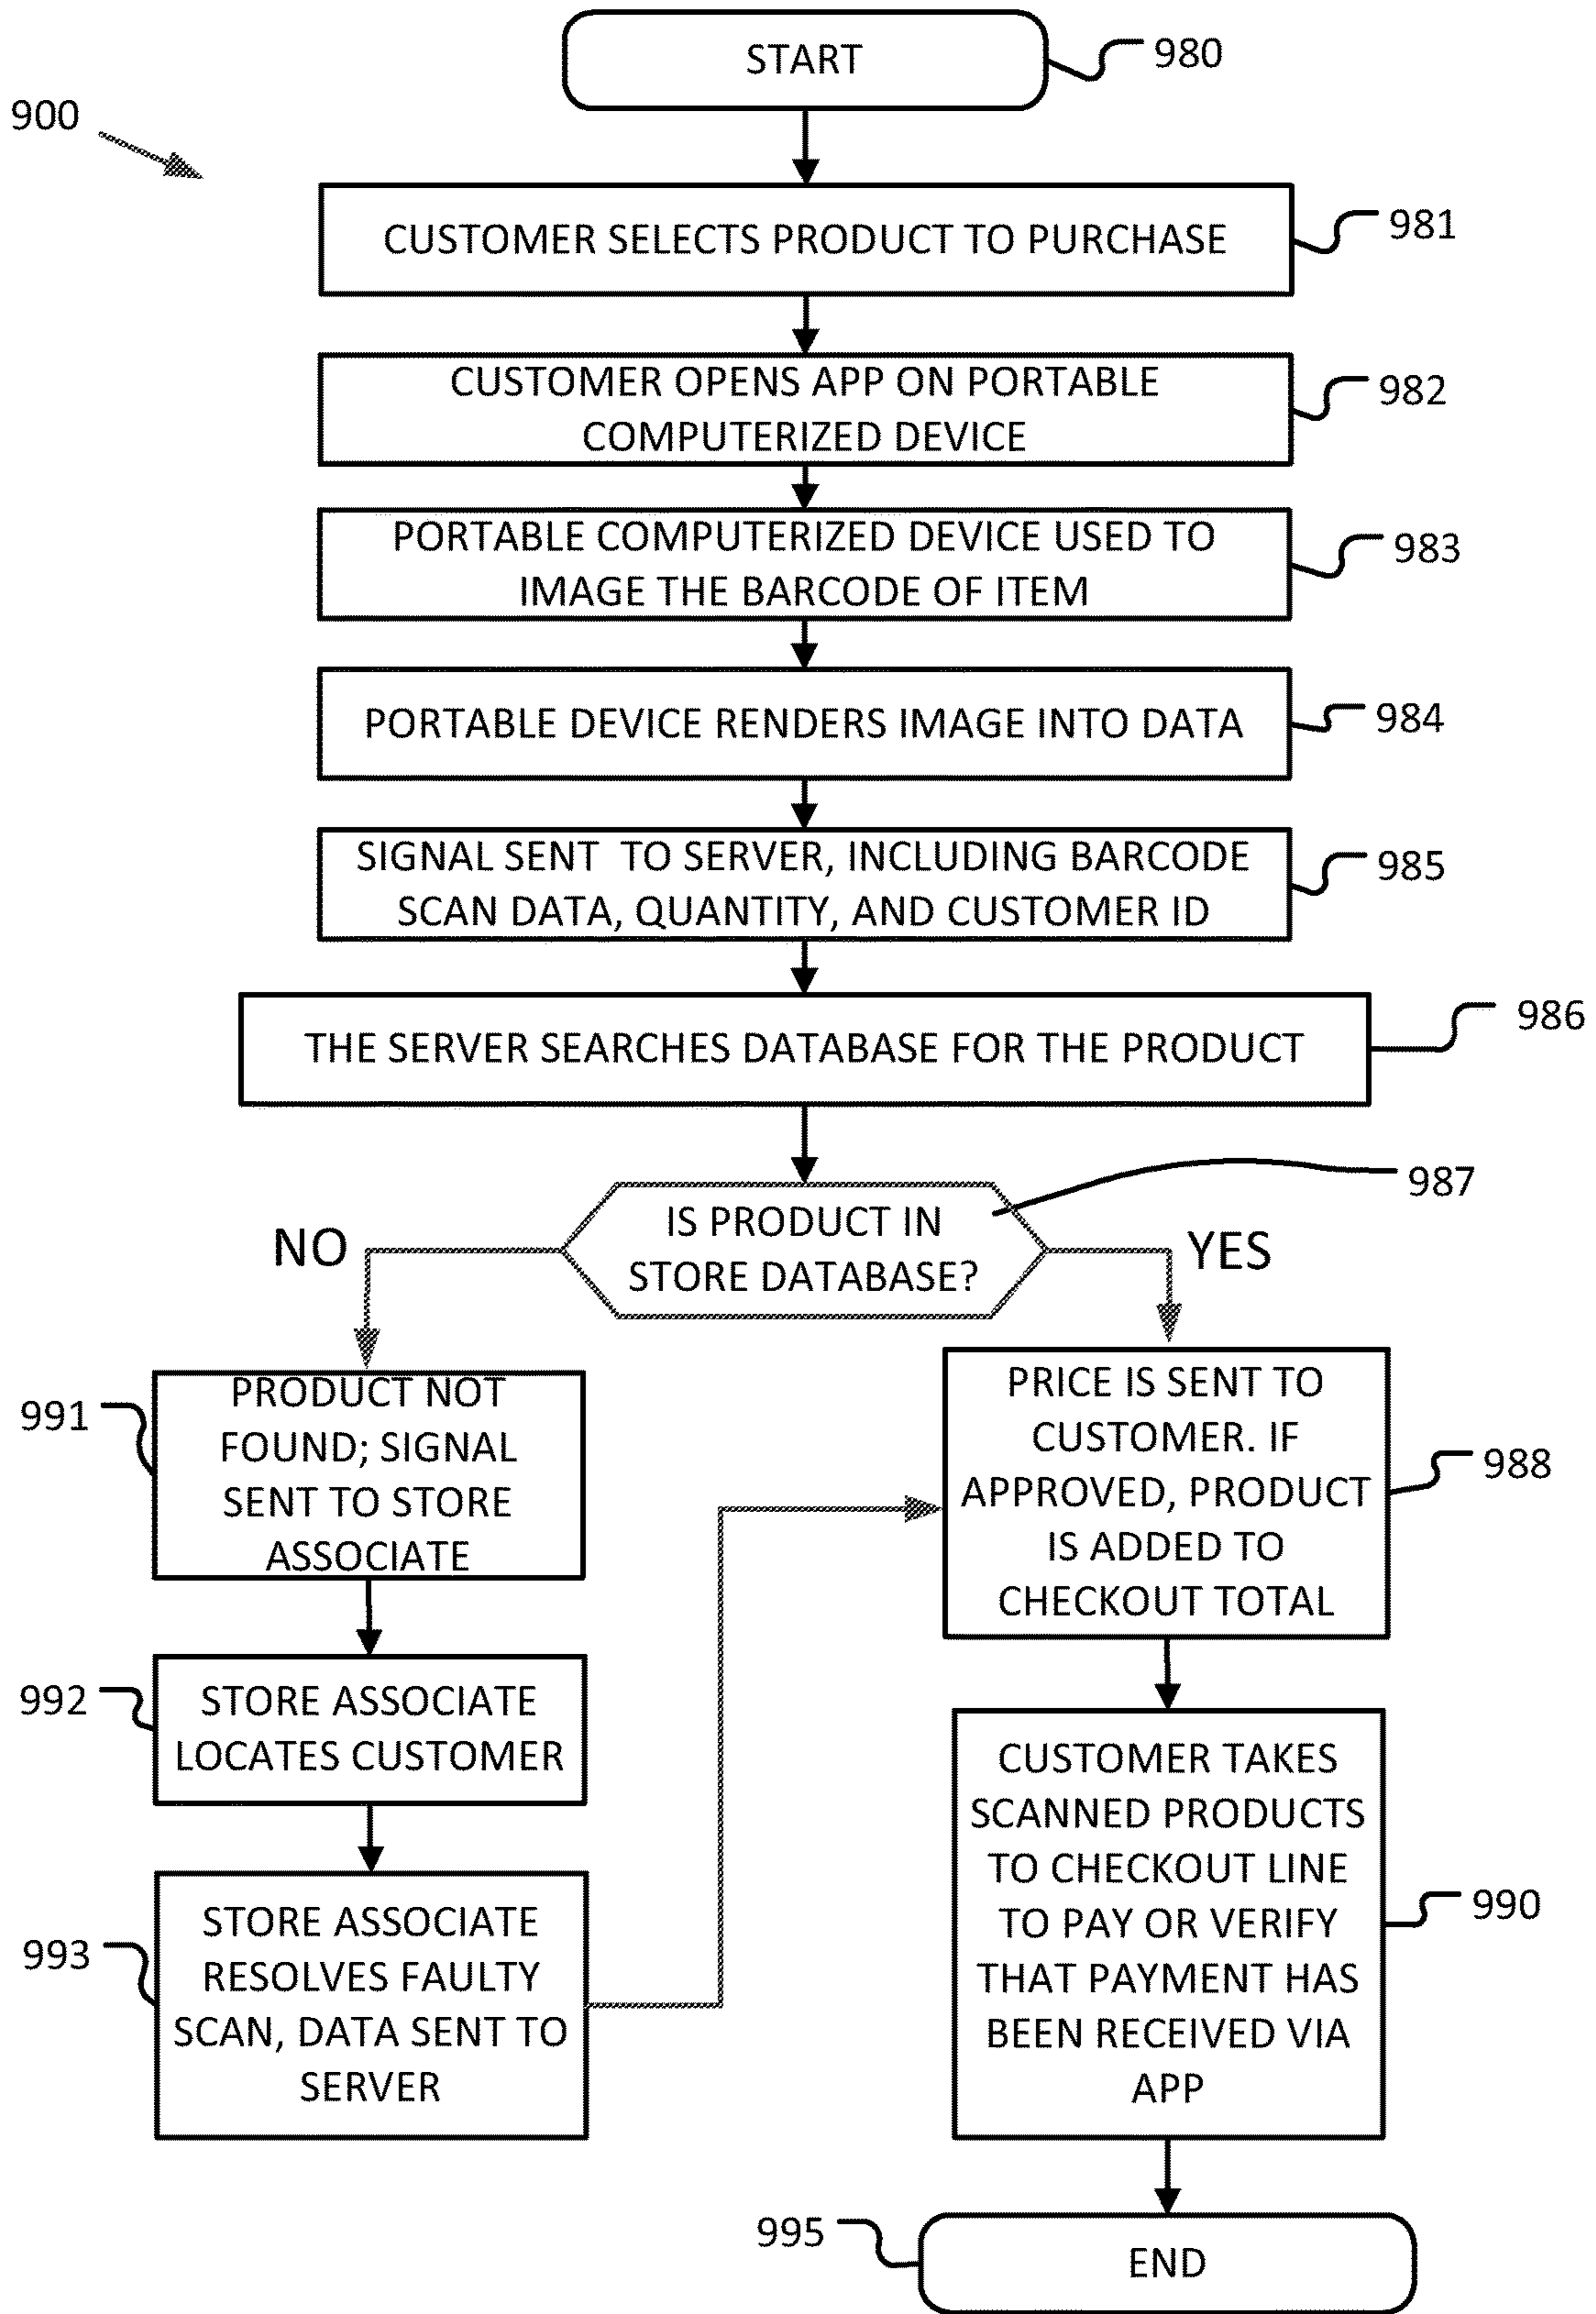 START
980
900
CUSTOMER SELECTS PRODUCT TO PURCHASE
981
CUSTOMER OPENS APP ON PORTABLE
COMPUTERIZED DEVICE
982
PORTABLE COMPUTERIZED DEVICE USED TO
IMAGE THE BARCODE OF ITEM
983
PORTABLE DEVICE RENDERS IMAGE INTO DATA
984
SIGNAL SENT TO SERVER, INCLUDING BARCODE
SCAN DATA, QUANTITY, AND CUSTOMER ID
985
THE SERVER SEARCHES DATABASE FOR THE PRODUCT
986
IS PRODUCT IN
STORE DATABASE?
987
NO
YES
PRODUCT NOT
FOUND; SIGNAL
SENT TO STORE
ASSOCIATE
991
STORE ASSOCIATE
LOCATES CUSTOMER
992
STORE ASSOCIATE
RESOLVES FAULTY
SCAN, DATA SENT TO
SERVER
993
PRICE IS SENT TO
CUSTOMER. IF
APPROVED, PRODUCT
IS ADDED TO
CHECKOUT TOTAL
988
CUSTOMER TAKES
SCANNED PRODUCTS
TO CHECKOUT LINE
TO PAY OR VERIFY
THAT PAYMENT HAS
BEEN RECEIVED VIA
APP
990
995
END